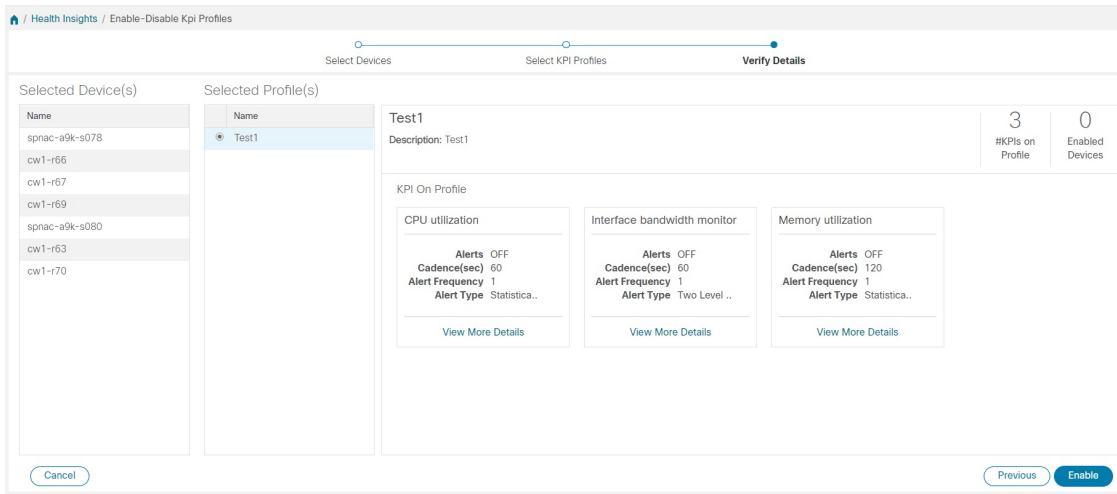 / Health Insights / Enable-Disable Kpi Profiles
Select Devices
Select KPI Profiles
Verify Details
Selected Device(s)
Name
spnac-a9k-s078
cw1-r66
cw1-r67
cw1-r69
spnac-a9k-s080
cw1-r63
cw1-r70
Selected Profile(s)
Name
Test1
Test1
Description: Test1
3
#KPIs on
Profile
0
Enabled
Devices
KPI On Profile
CPU utilization
Alerts OFF
Cadence(sec) 60
Alert Frequency 1
Alert Type Statistica..
View More Details
Interface bandwidth monitor
Alerts OFF
Cadence(sec) 60
Alert Frequency 1
Alert Type Two Level ..
View More Details
Memory utilization
Alerts OFF
Cadence(sec) 120
Alert Frequency 1
Alert Type Statistica..
View More Details
Cancel
Previous
Enable